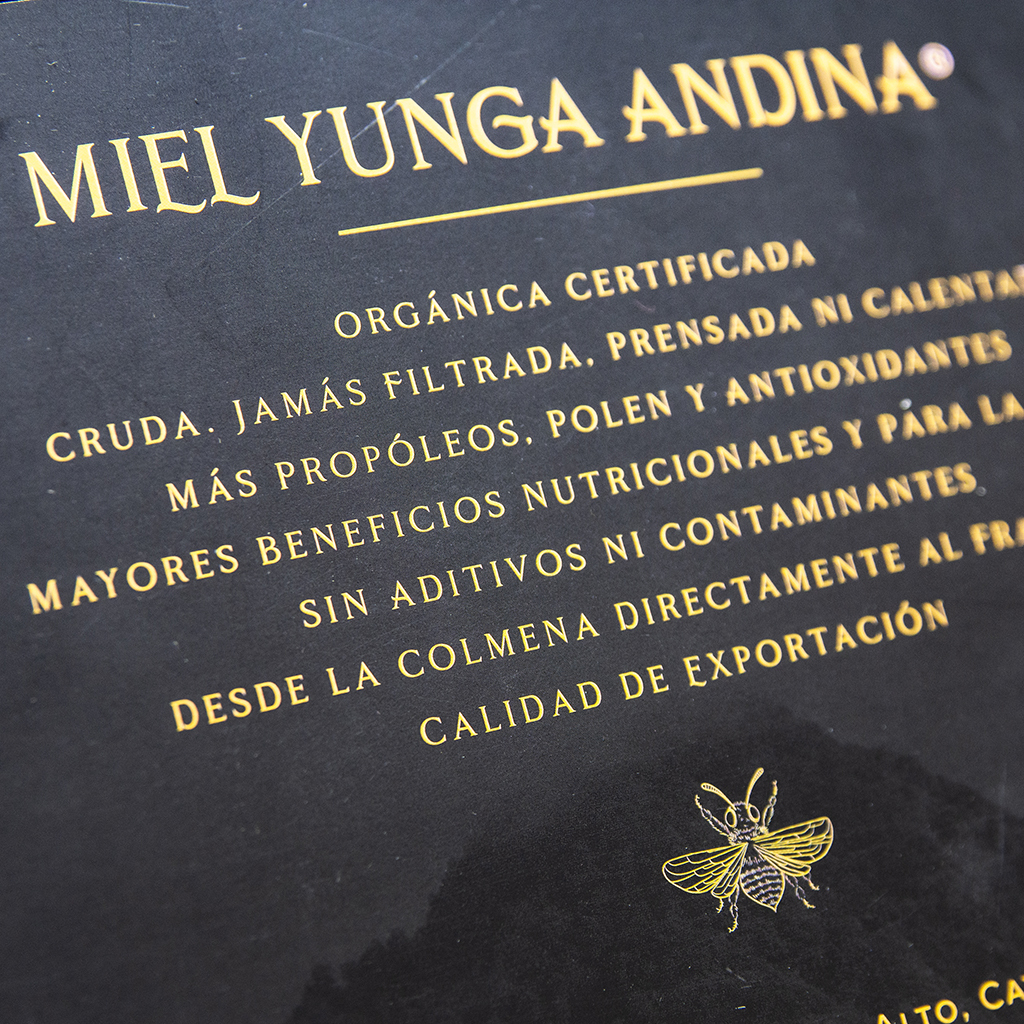 MIEL YUNGA ANDINA®
ORGÁNICA CERTIFICADA
CRUDA. JAMÁS FILTRADA, PRENSADA NI
MÁS PROPÓLEOS, POLEN Y ANTIOXIDANTES
MAYORES BENEFICIOS NUTRICIONALES Y PARA LA
SIN ADITIVOS NI CONTAMINANTES
DESDE LA COLMENA DIRECTAMENTE AL
CALIDAD DE EXPORTACIÓN